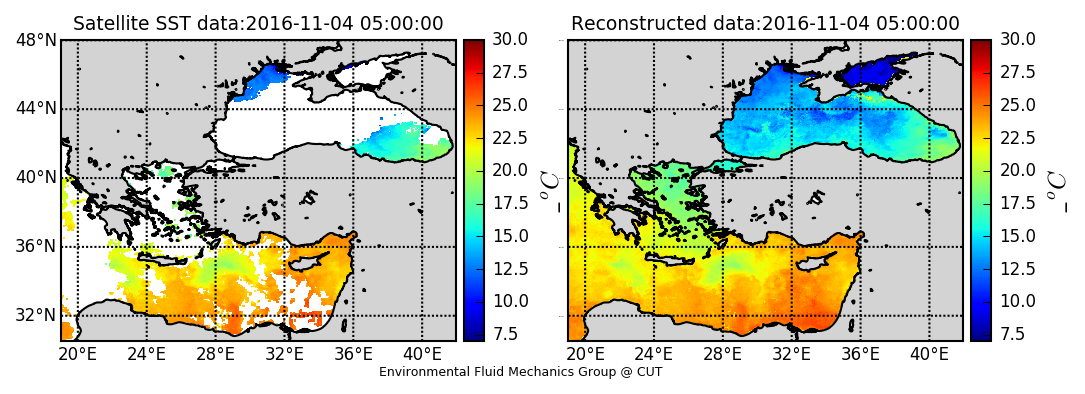 Satellite SST data:2016-11-04 05:00:00
Reconstructed data:2016-11-04 05:00:00
48°N
44°N
40°N
36°N
32°N
20°E 24°E 28°E 32°E 36°E 40°E
30.0
27.5
25.0
22.5
20.0
17.5
15.0
12.5
10.0
7.5
_°C
20°E 24°E 28°E 32°E 36°E 40°E
30.0
27.5
25.0
22.5
20.0
17.5
15.0
12.5
10.0
7.5
_°C
Environmental Fluid Mechanics Group @ CUT